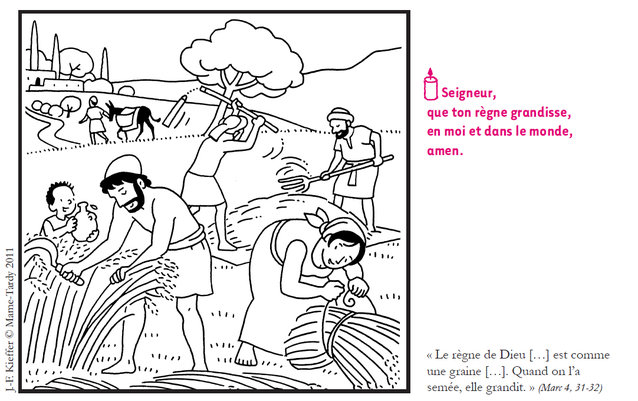 Seigneur,
que ton règne grandisse,
en moi et dans le monde,
amen.
J.-F. Kieffer © Mame-Tardy 2011
« Le règne de Dieu […] est comme
une graine […]. Quand on l’a
semée, elle grandit. » (Marc 4, 31-32)